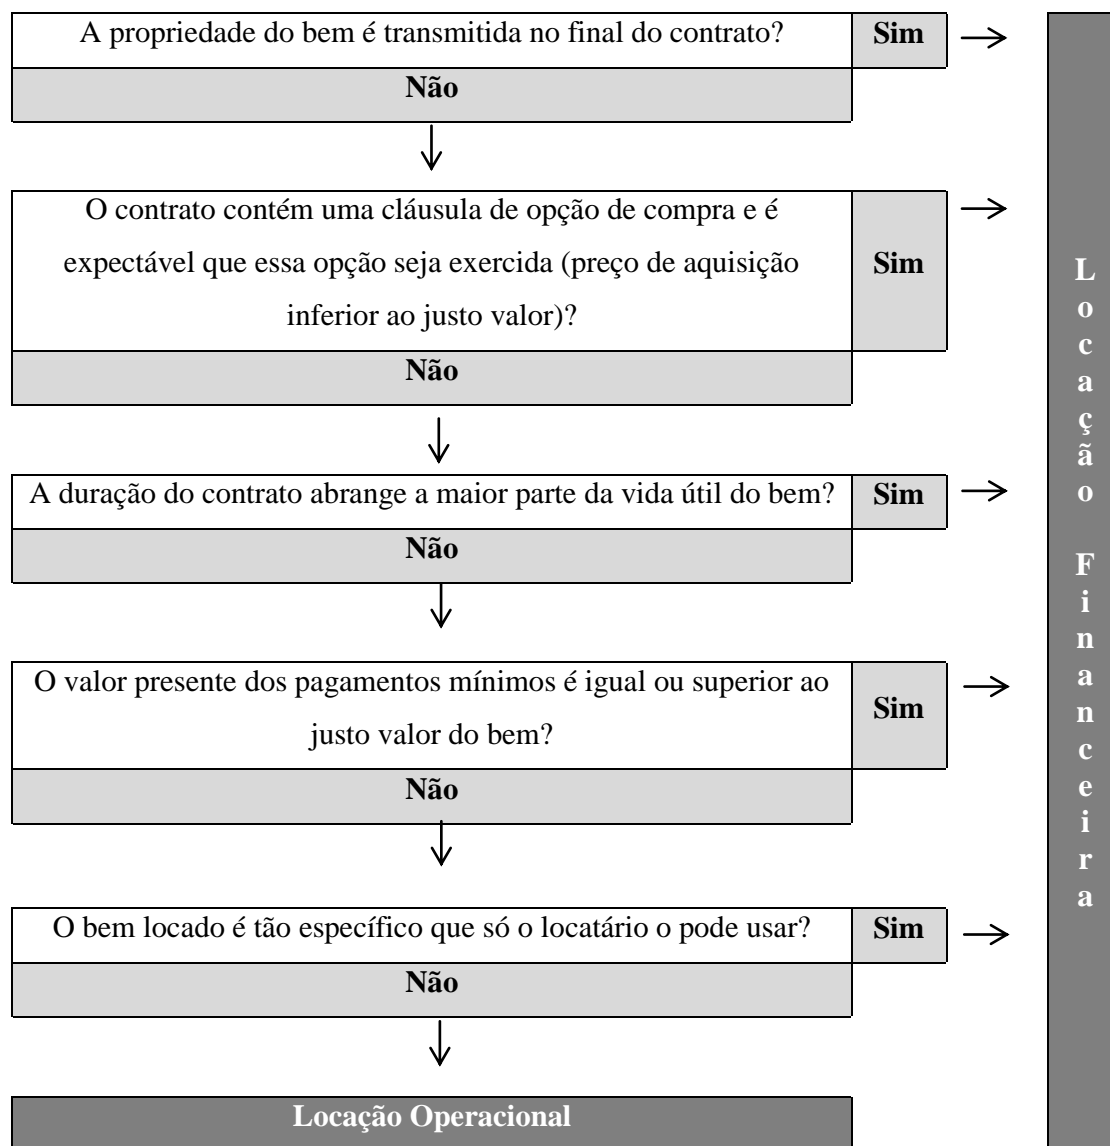 A propriedade do bem é transmitida no final do contrato?
Sim
Não
O contrato contém uma cláusula de opção de compra e é
expectável que essa opção seja exercida (preço de aquisição
inferior ao justo valor)?
Sim
Não
A duração do contrato abrange a maior parte da vida útil do bem?
Sim
Não
O valor presente dos pagamentos mínimos é igual ou superior ao
justo valor do bem?
Sim
Não
O bem locado é tão específico que só o locatário o pode usar?
Sim
Não
Locação Operacional
Locação Financeira